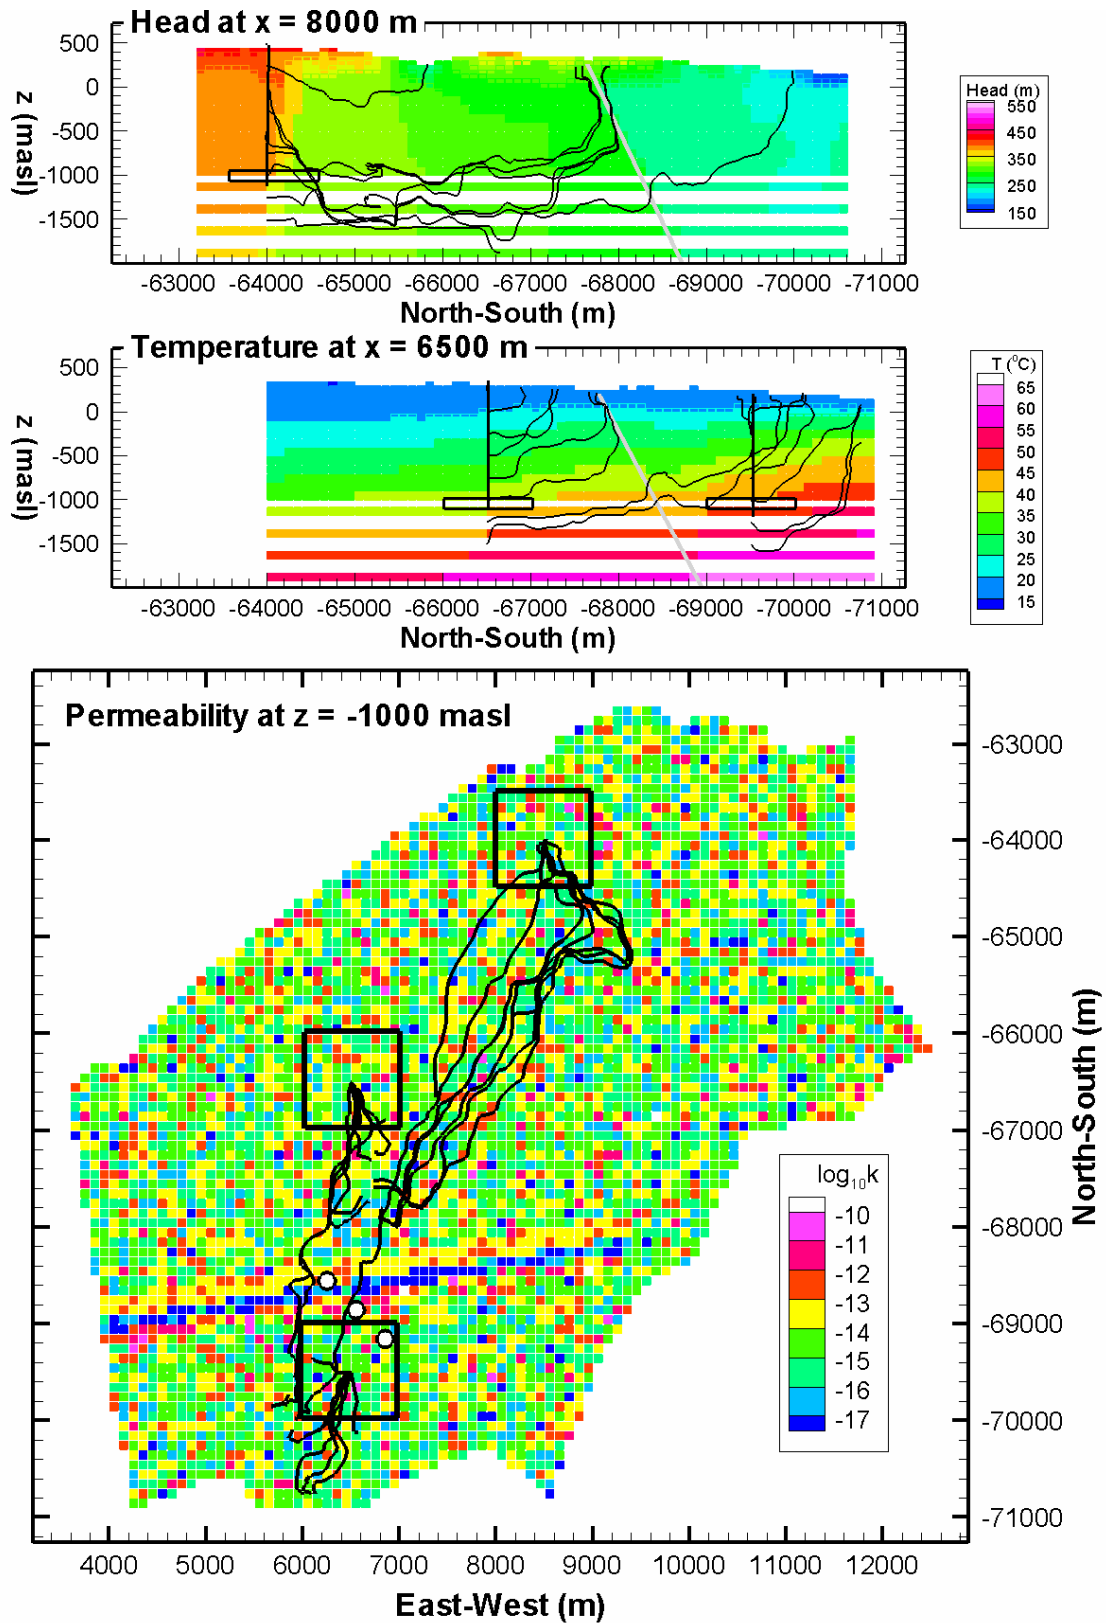 Head at x = 8000 m
500
0
-500
-1000
-1500
z (masl)
-63000 -64000 -65000 -66000 -67000 -68000 -69000 -70000 -71000
North-South (m)
Head (m)
550
450
350
250
150
Temperature at x = 6500 m
500
0
-500
-1000
-1500
z (masl)
-63000 -64000 -65000 -66000 -67000 -68000 -69000 -70000 -71000
North-South (m)
T (⁰C)
65
60
55
50
45
40
35
30
25
20
15
Permeability at z = -1000 masl
-63000
-64000
-65000
-66000
-67000
-68000
-69000
-70000
-71000
North-South (m)
log₁₀k
-10
-11
-12
-13
-14
-15
-16
-17
4000 5000 6000 7000 8000 9000 10000 11000 12000
East-West (m)